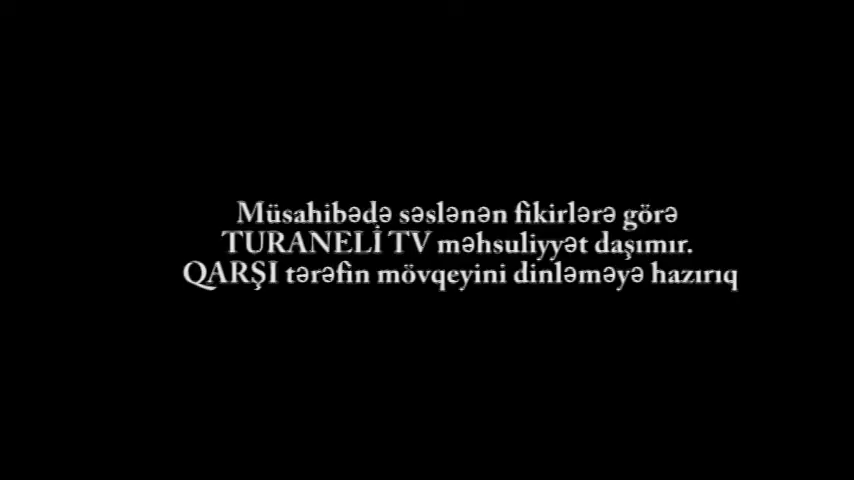 Müsahibədə səslənən fikirlərə görə
TURANELİ TV məhsuliyyət daşımır.
QARŞI tərəfin mövqeyini dinləməyə hazırıq